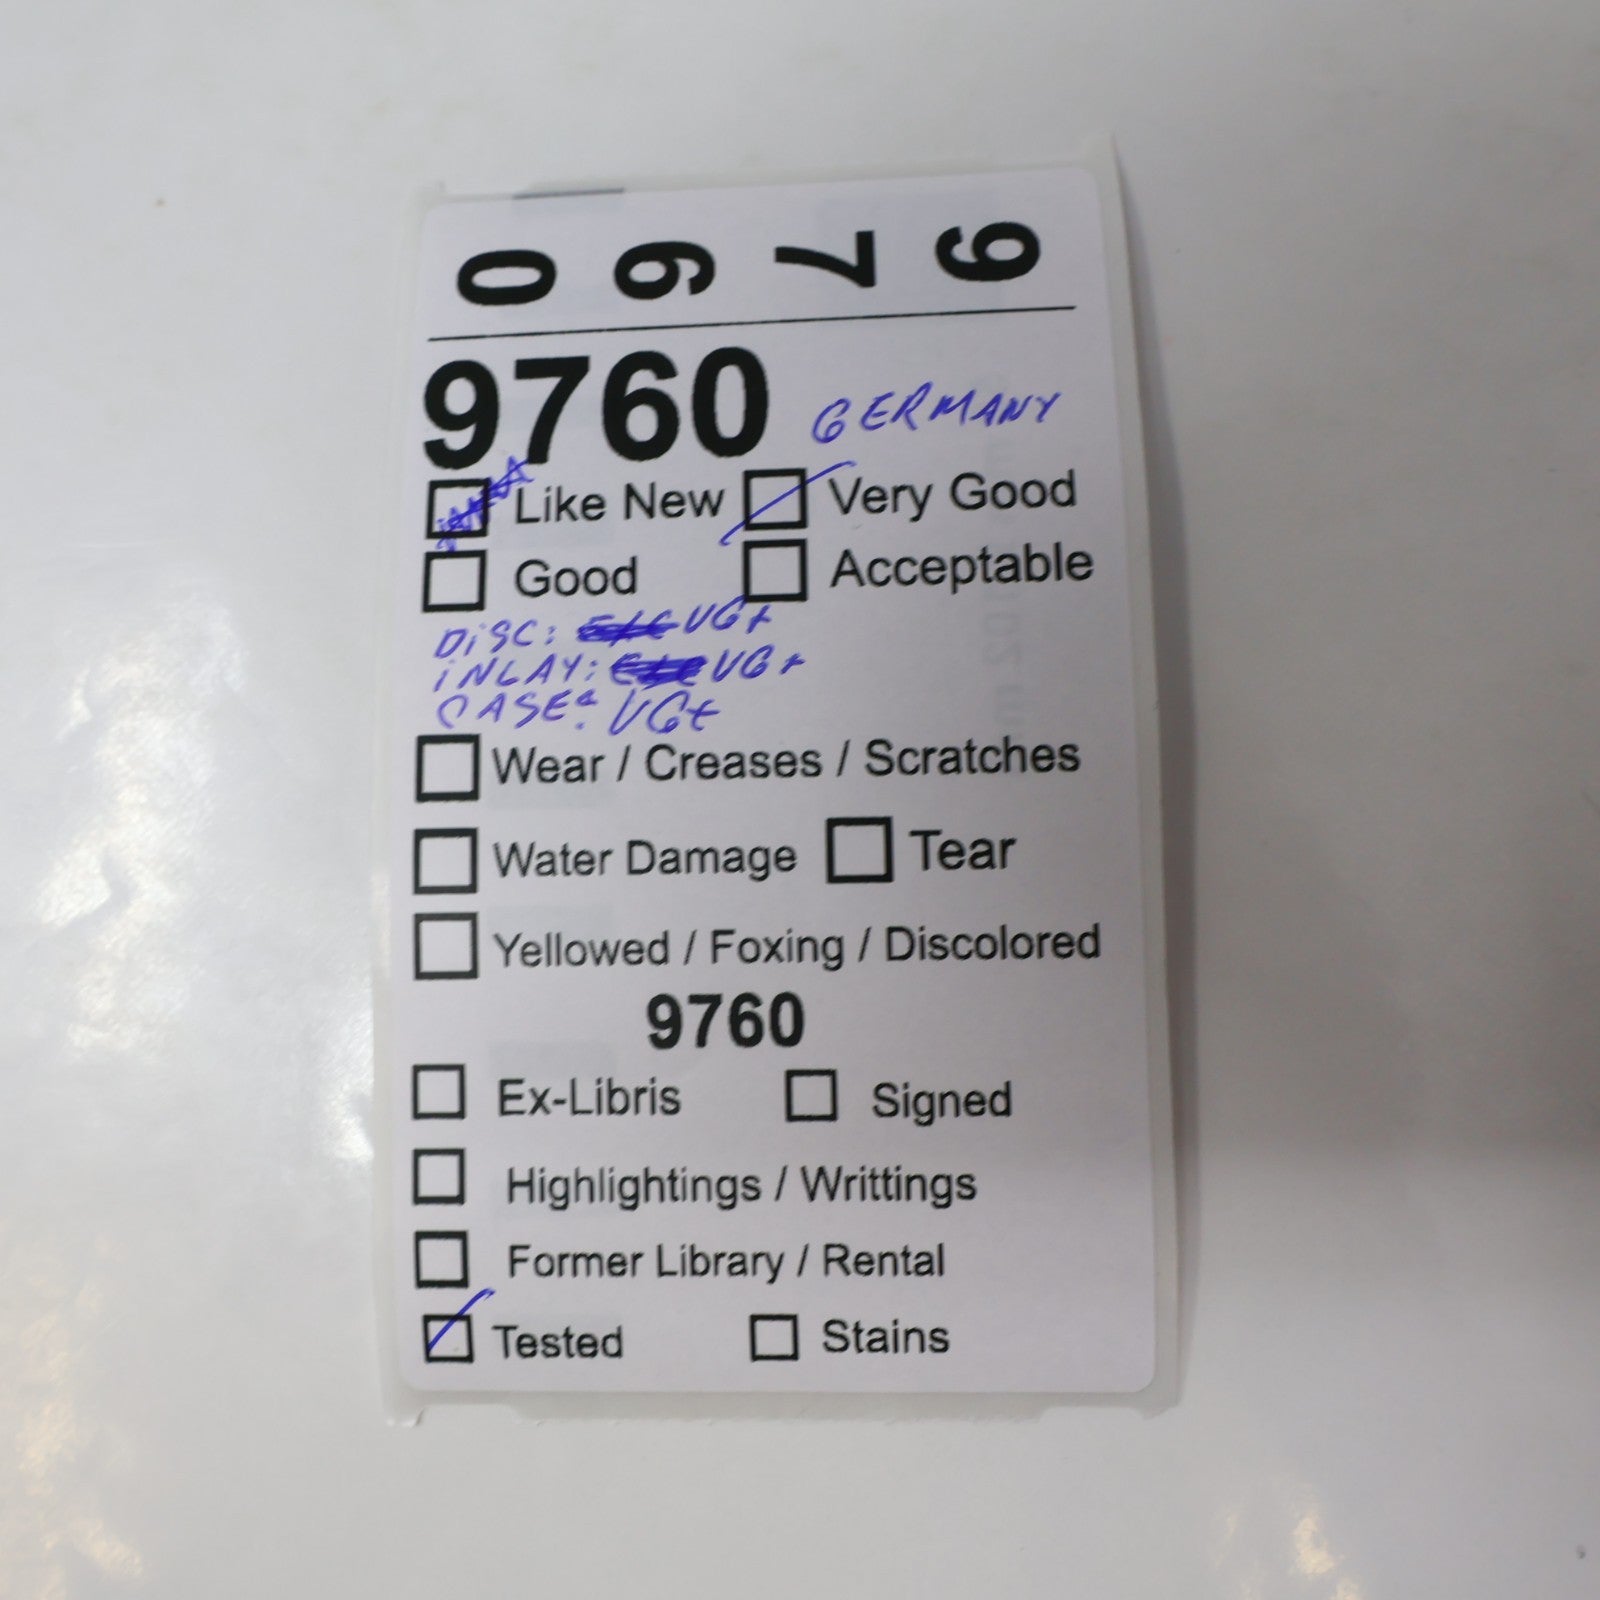 9 7 6 0
9760 GERMANY
Like New Very Good
Good Acceptable
DISC: VG+
INLAY: VG+
CASE: VG+
Wear / Creases / Scratches
Water Damage Tear
Yellowed / Foxing / Discolored
9760
Ex-Libris Signed
Highlightings / Writtings
Former Library / Rental
Tested Stains